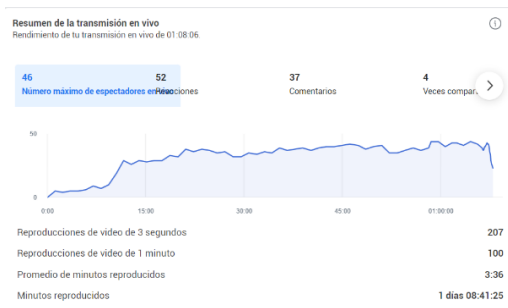 Resumen de la transmisión en vivo
Rendimiento de tu transmisión en vivo de 01:08:06.
46
Número máximo de espectadores en vivo
52
Reacciones
37
Comentarios
4
Veces compar
50
0
0:00
15:00
30:00
45:00
01:00:00
Reproducciones de video de 3 segundos 207
Reproducciones de video de 1 minuto 100
Promedio de minutos reproducidos 3:36
Minutos reproducidos 1 días 08:41:25